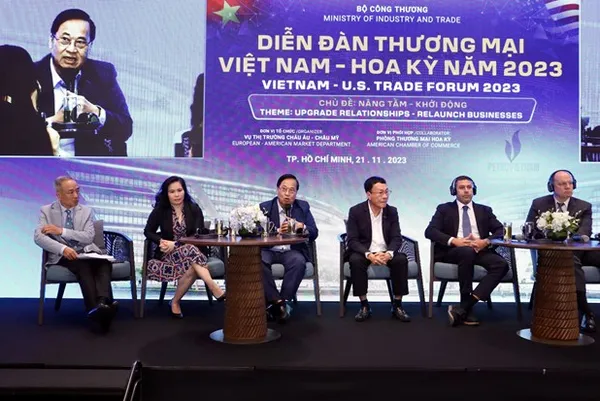 BỘ CÔNG THƯƠNG
MINISTRY OF INDUSTRY AND TRADE
DIỄN ĐÀN THƯƠNG MẠI
VIỆT NAM - HOA KỲ NĂM 2023
VIETNAM - U.S. TRADE FORUM 2023
CHỦ ĐỀ: NÂNG TẦM - KHỞI ĐỘNG
THEME: UPGRADE RELATIONSHIPS - RELAUNCH BUSINESSES
ĐƠN VỊ TỔ CHỨC/ORGANIZER:
VỤ THỊ TRƯỜNG CHÂU ÂU - CHÂU MỸ
EUROPEAN - AMERICAN MARKET DEPARTMENT
ĐƠN VỊ PHỐI HỢP/COLLABORATOR:
PHÒNG THƯƠNG MẠI HOA KỲ
AMERICAN CHAMBER OF COMMERCE
TP. HỒ CHÍ MINH, 21 . 11 . 2023